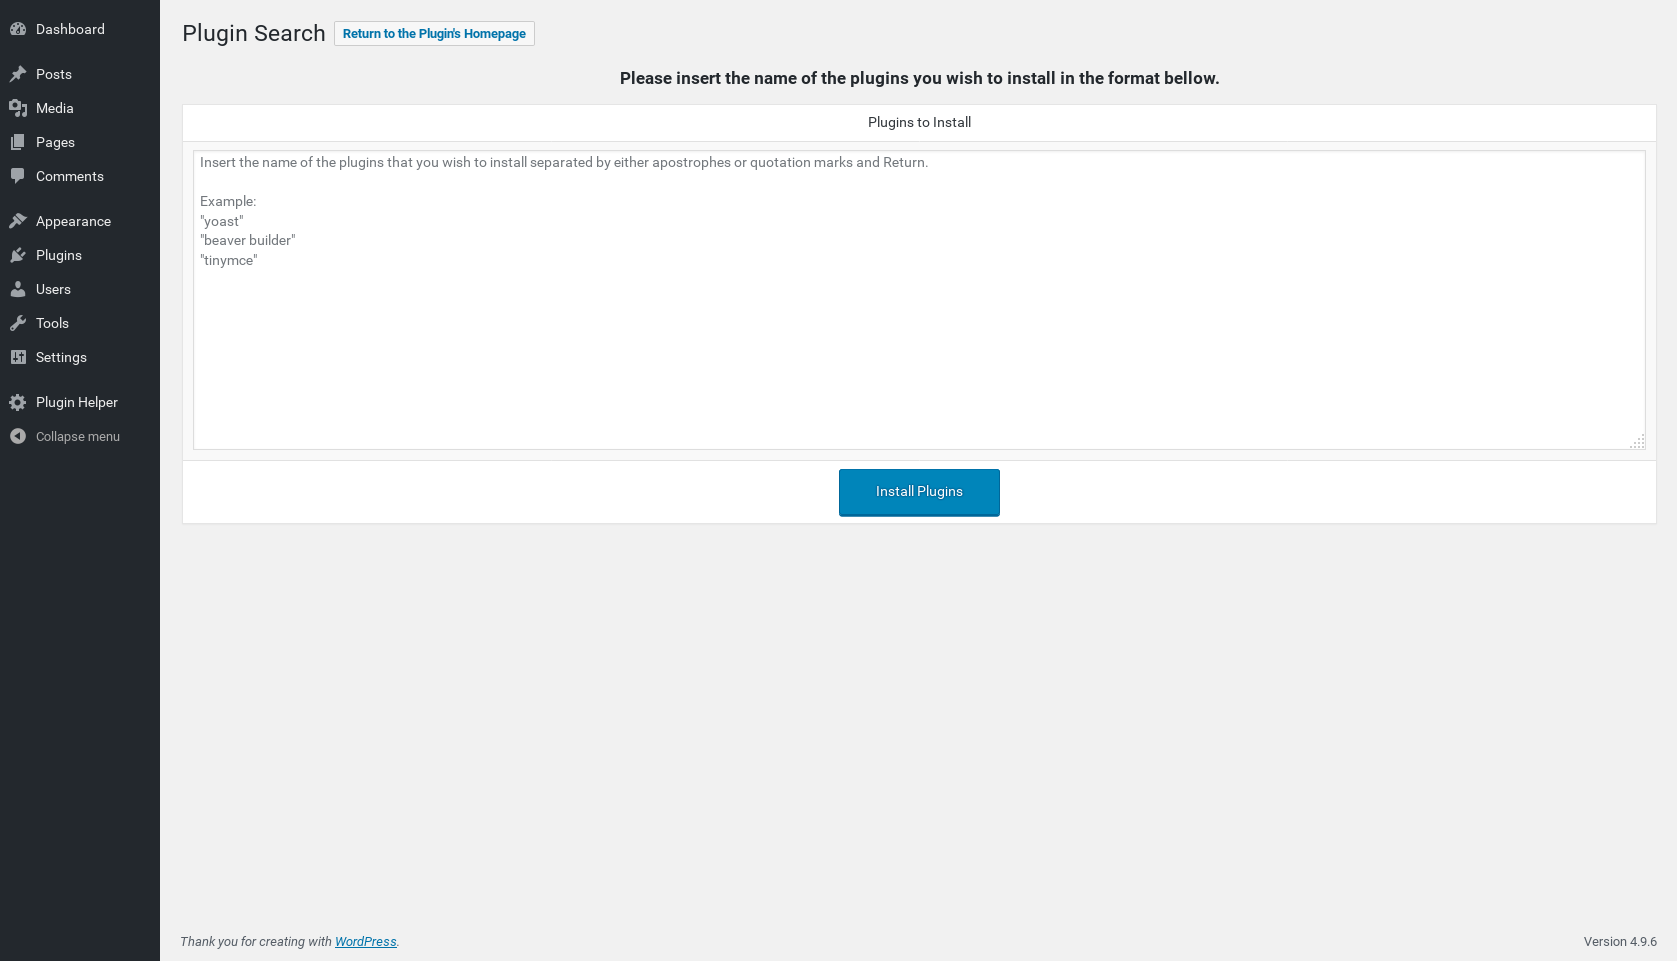 Dashboard
Posts
Media
Pages
Comments
Appearance
Plugins
Users
Tools
Settings
Plugin Helper
Collapse menu
Plugin Search
Return to the Plugin's Homepage
Please insert the name of the plugins you wish to install in the format bellow.
Plugins to Install
Insert the name of the plugins that you wish to install separated by either apostrophes or quotation marks and Return.
Example:
"yoast"
"beaver builder"
"tinymce"
Install Plugins
Thank you for creating with WordPress.
Version 4.9.6